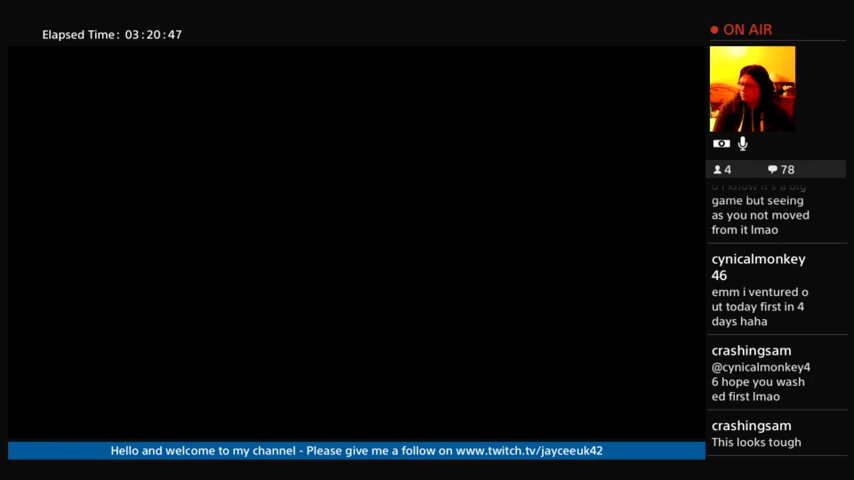 Elapsed Time: 03:20:47
ON AIR
4 78
game but seeing
as you not moved
from it lmao
cynicalmonkey
46
emm i ventured o
ut today first in 4
days haha
crashingsam
@cynicalmonkey4
6 hope you wash
ed first lmao
crashingsam
This looks tough
Hello and welcome to my channel - Please give me a follow on www.twitch.tv/jayceeuk42